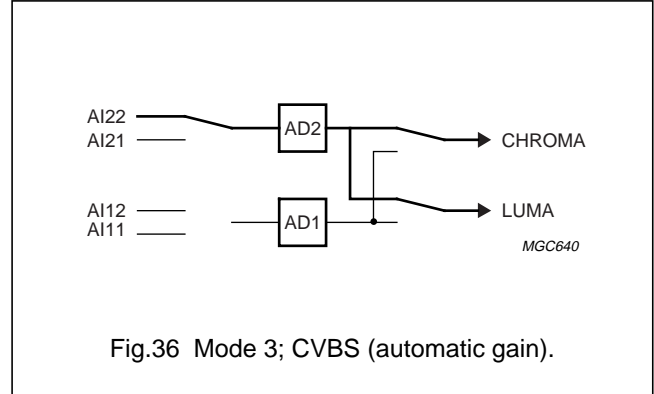 AI22
AI21
AD2
CHROMA
AI12
AI11
AD1
LUMA
MGC640
Fig.36 Mode 3; CVBS (automatic gain).